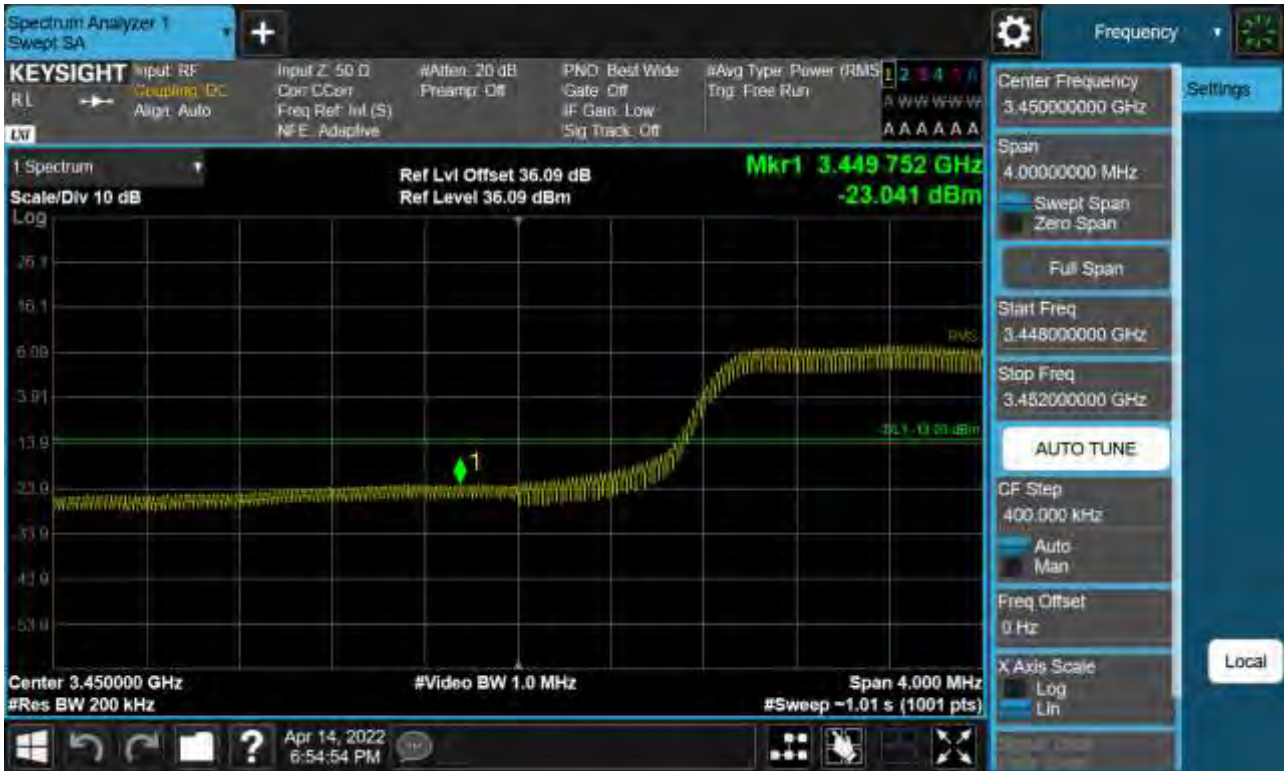 Spectrum Analyzer 1
Swept SA
+
Frequency
KEYSIGHT
RL
Input: RF
Coupling: DC
Align: Auto
Input Z: 50 Ω
Corr CCorr
Freq Ref: Int (S)
NFE: Adaptive
#Atten: 20 dB
Preamp: Off
PNO: Best Wide
Gate: Off
IF Gain: Low
Sig Track: Off
#Avg Type: Power (RMS
Trig: Free Run
1 2 3 4 5 6
A W W W W W
A A A A A A
LXI
1 Spectrum
Scale/Div 10 dB
Log
Ref Lvl Offset 36.09 dB
Ref Level 36.09 dBm
Mkr1 3.449 752 GHz
-23.041 dBm
26.1
16.1
6.09
-3.91
-13.9
-23.9
-33.9
-43.9
-53.9
RMS
1
Center 3.450000 GHz
#Video BW 1.0 MHz
Span 4.000 MHz
#Res BW 200 kHz
#Sweep ~1.01 s (1001 pts)
Apr 14, 2022
6:54:54 PM
?
Center Frequency
3.450000000 GHz
Settings
Span
4.00000000 MHz
Swept Span
Zero Span
Full Span
Start Freq
3.448000000 GHz
Stop Freq
3.452000000 GHz
AUTO TUNE
CF Step
400.000 kHz
Auto
Man
Freq Offset
0 Hz
X Axis Scale
Log
Lin
Local